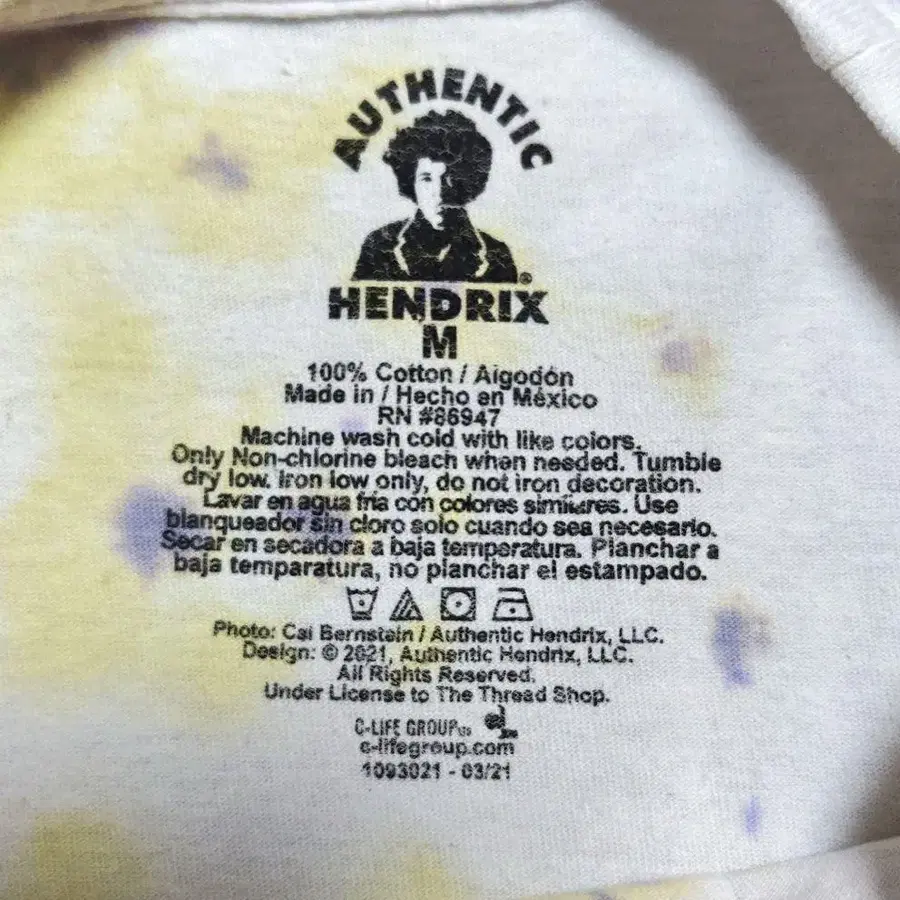 AUTHENTIC
HENDRIX
M
100% Cotton / Algodón
Made in / Hecho en México
RN #86947
Machine wash cold with like colors.
Only Non-chlorine bleach when needed. Tumble
dry low. Iron low only, do not iron decoration.
Lavar en agua fria con colores similares. Use
blanqueador sin cloro solo cuando sea necesario.
Secar en secadora a baja temperatura. Planchar a
baja temparatura, no planchar el estampado.
Photo: Cal Bernstein / Authentic Hendrix, LLC.
Design: © 2021, Authentic Hendrix, LLC.
All Rights Reserved.
Under License to The Thread Shop.
C-LIFE GROUP
c-lifegroup.com
1093021 - 03/21